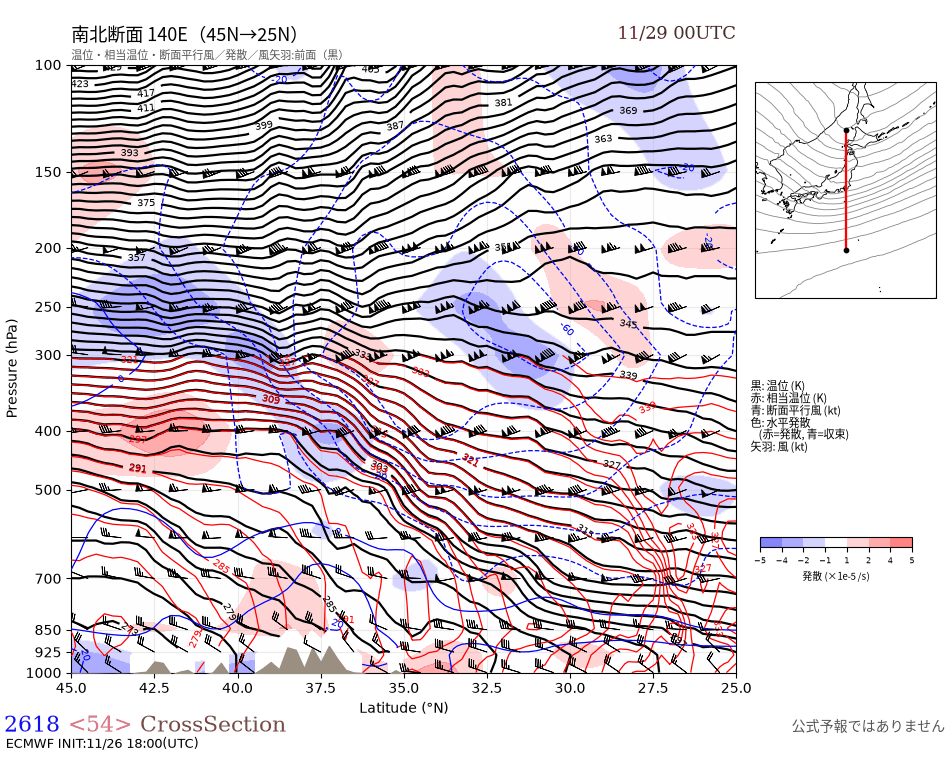 南北断面 140E（45N→25N）
11/29 00UTC
温位・相当温位・断面平行風／発散／風矢羽:前面（黒）
Pressure (hPa)
100
150
200
250
300
400
500
700
850
925
1000
423
417
411
405
399
393
387
381
375
369
363
357
345
339
327
321
315
309
303
291
285
279
273
-20
-60
0
20
45.0 42.5 40.0 37.5 35.0 32.5 30.0 27.5 25.0
Latitude (°N)
黒: 温位 (K)
赤: 相当温位 (K)
青: 断面平行風 (kt)
色: 水平発散
(赤=発散, 青=収束)
矢羽: 風 (kt)
−5 −4 −2 −1 1 2 4 5
発散 (×1e-5 /s)
2618 <54> CrossSection
公式予報ではありません
ECMWF INIT:11/26 18:00(UTC)